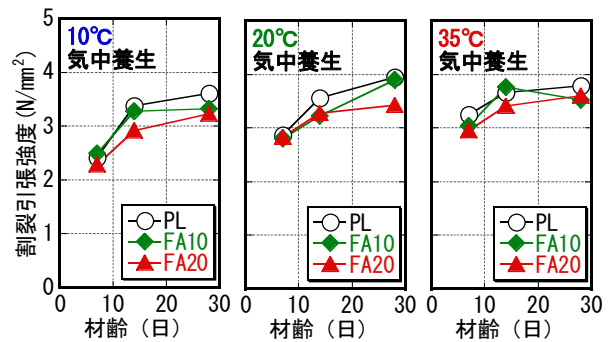 割裂引張強度(N/mm²)
5
4
3
2
1
0
10℃
気中養生
PL
FA10
FA20
0 10 20 30
材齢（日）
20℃
気中養生
PL
FA10
FA20
0 10 20 30
材齢（日）
35℃
気中養生
PL
FA10
FA20
0 10 20 30
材齢（日）